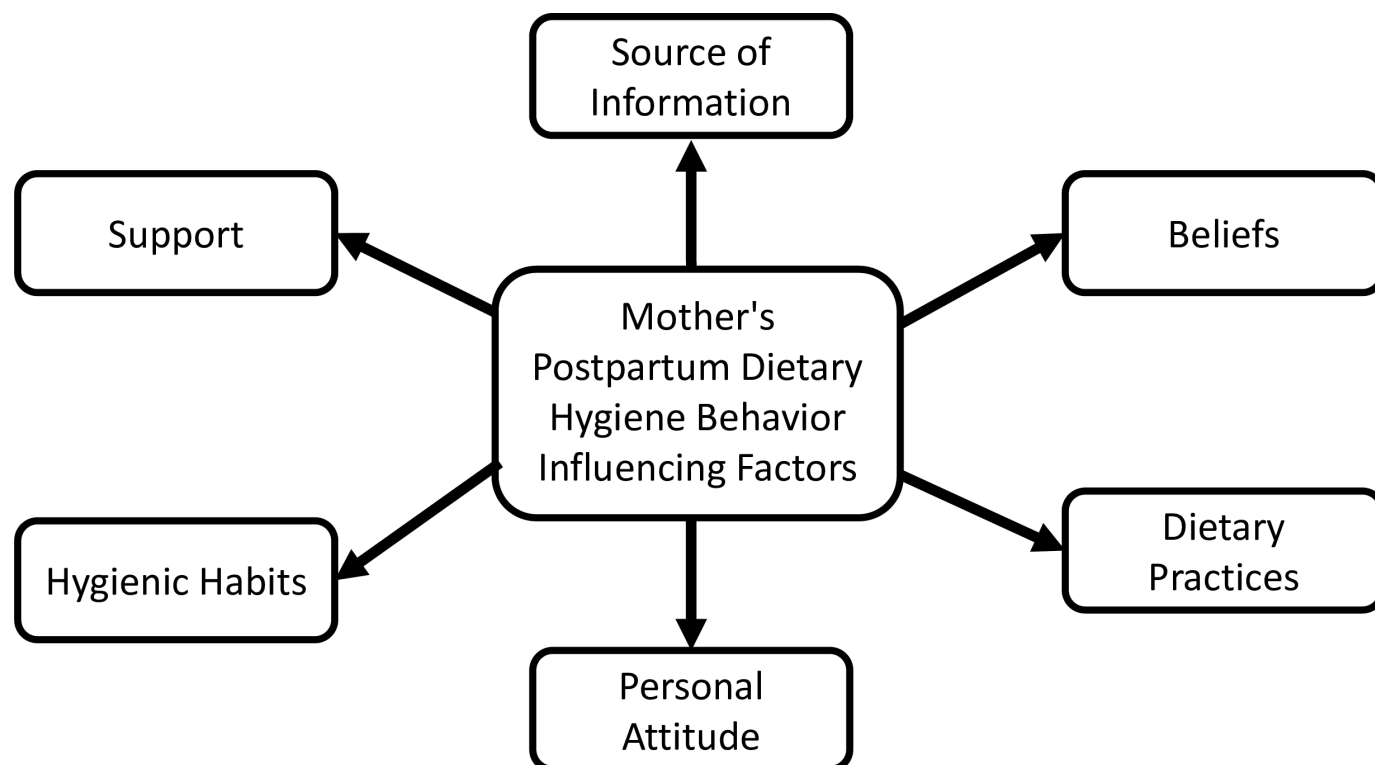 Source of
Information
Support
Beliefs
Mother's
Postpartum Dietary
Hygiene Behavior
Influencing Factors
Hygienic Habits
Dietary
Practices
Personal
Attitude